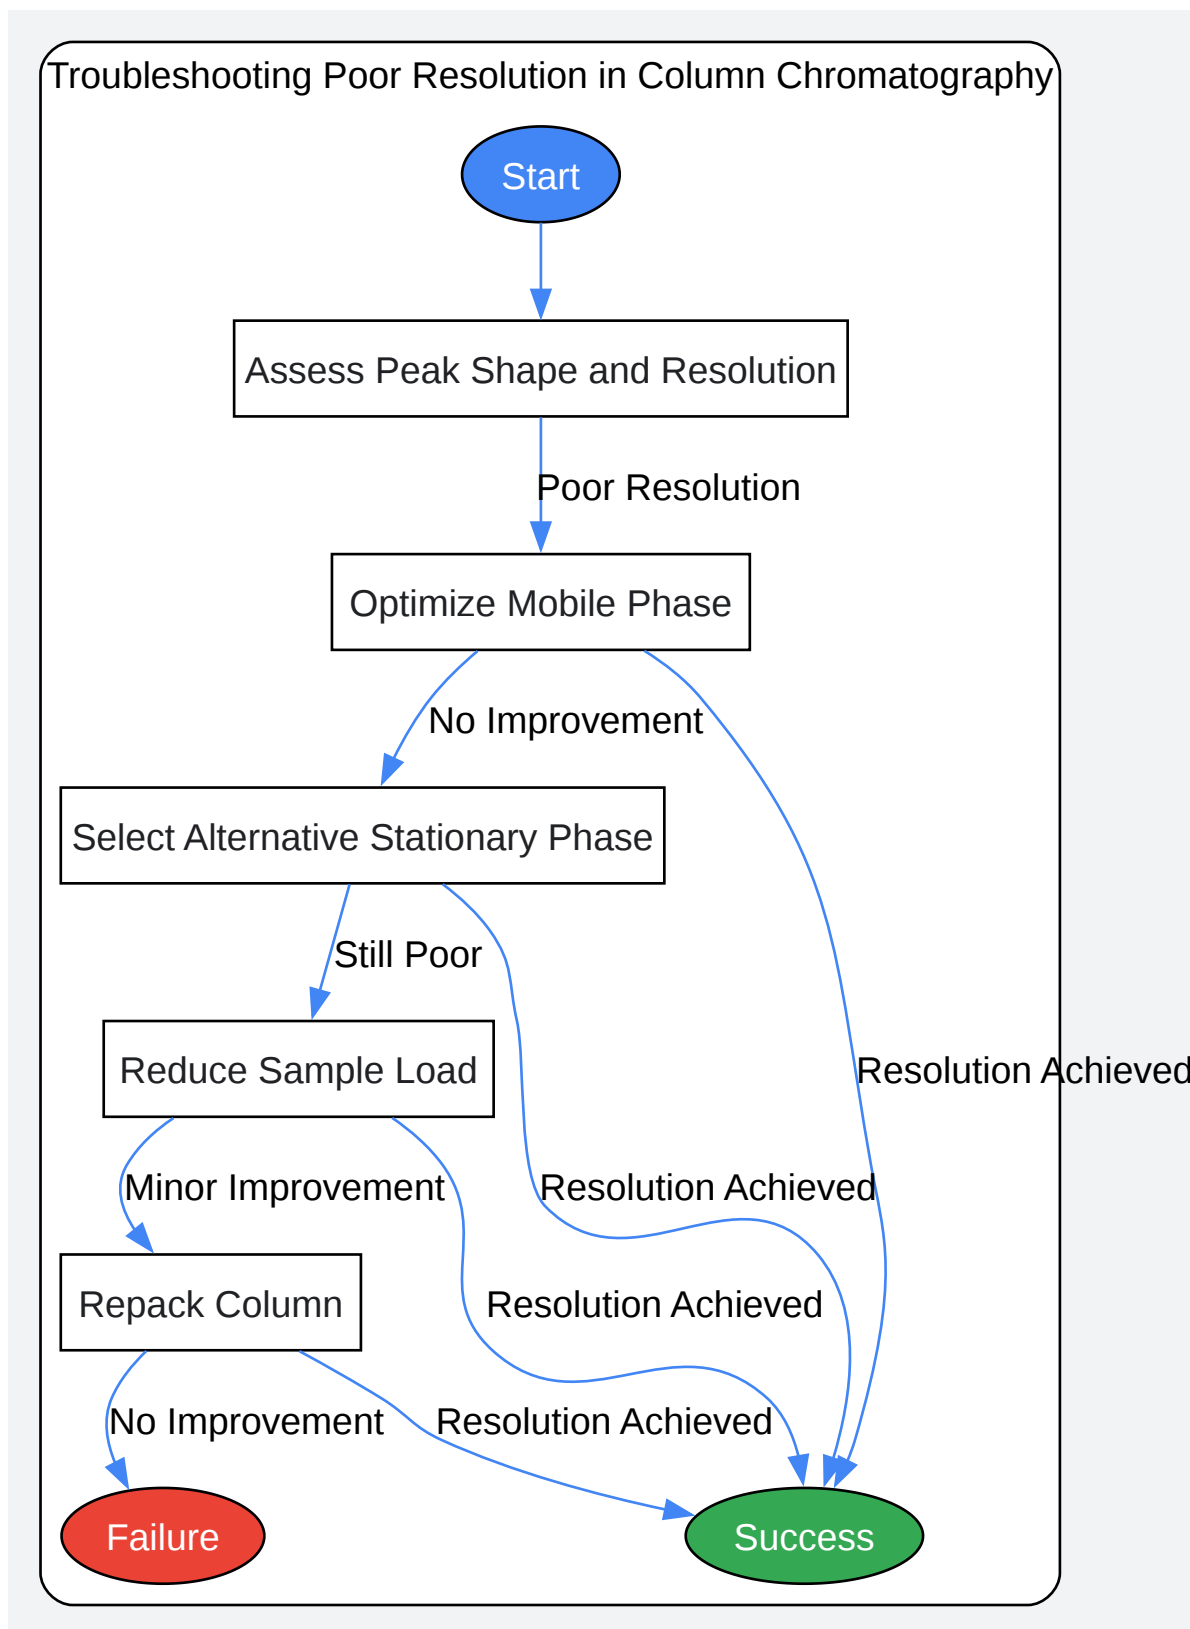 Troubleshooting Poor Resolution in Column Chromatography
Start
Assess Peak Shape and Resolution
Poor Resolution
Optimize Mobile Phase
No Improvement
Select Alternative Stationary Phase
Still Poor
Reduce Sample Load
Resolution Achieved
Minor Improvement
Resolution Achieved
Repack Column
Resolution Achieved
No Improvement
Resolution Achieved
Failure
Success